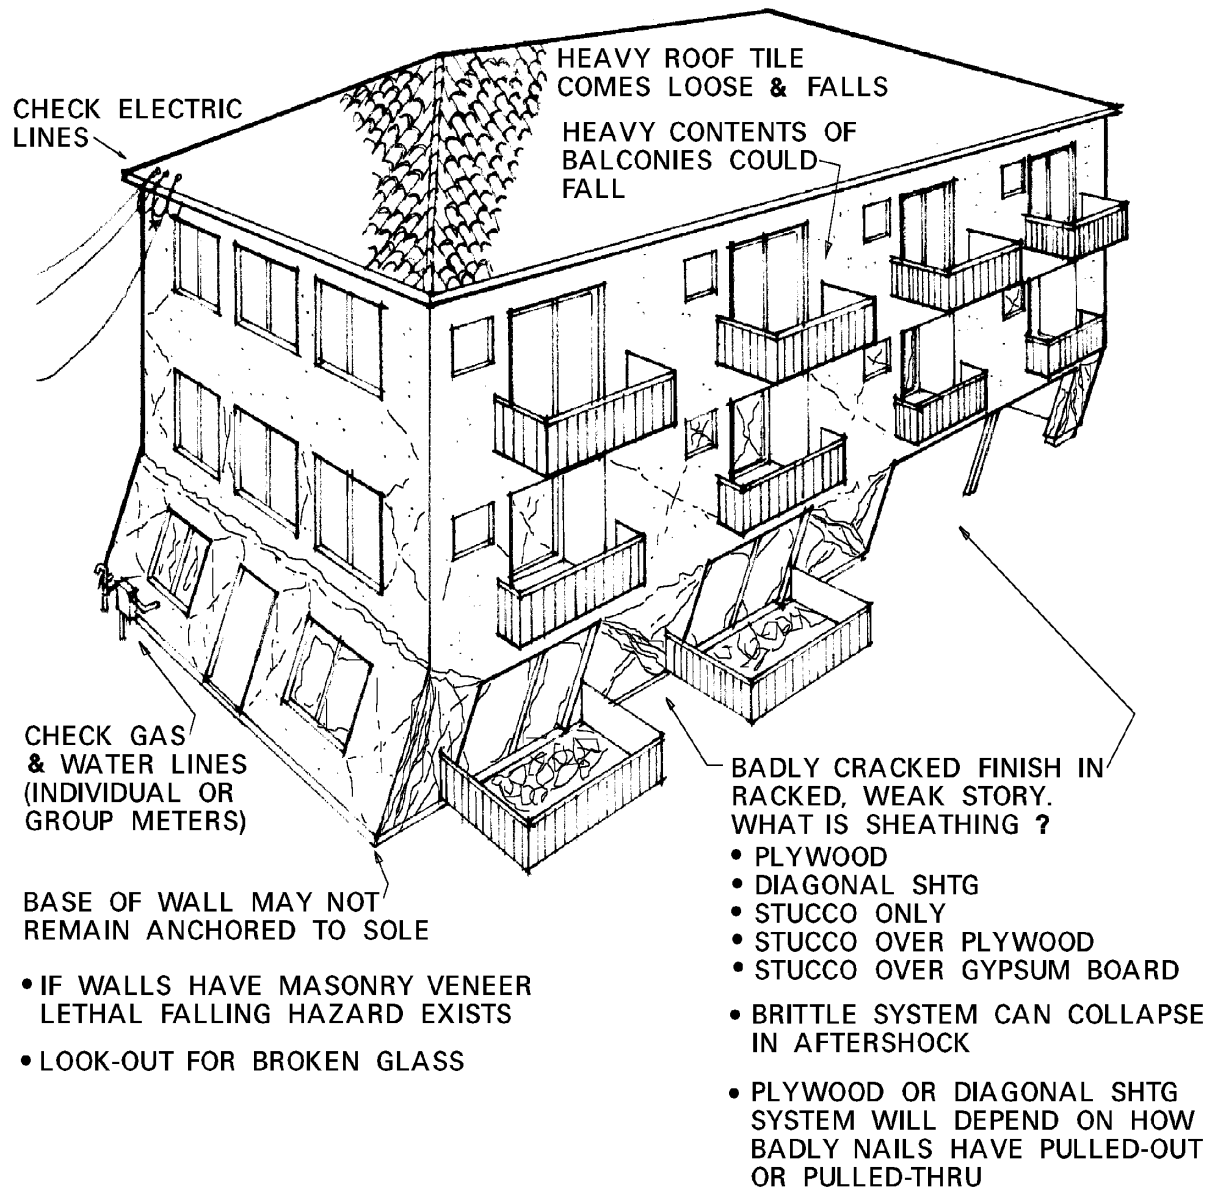 HEAVY ROOF TILE
COMES LOOSE & FALLS
CHECK ELECTRIC
LINES
HEAVY CONTENTS OF
BALCONIES COULD
FALL
CHECK GAS
& WATER LINES
(INDIVIDUAL OR
GROUP METERS)
BASE OF WALL MAY NOT
REMAIN ANCHORED TO SOLE
• IF WALLS HAVE MASONRY VENEER
LETHAL FALLING HAZARD EXISTS
• LOOK-OUT FOR BROKEN GLASS
BADLY CRACKED FINISH IN
RACKED, WEAK STORY.
WHAT IS SHEATHING ?
• PLYWOOD
• DIAGONAL SHTG
• STUCCO ONLY
• STUCCO OVER PLYWOOD
• STUCCO OVER GYPSUM BOARD
• BRITTLE SYSTEM CAN COLLAPSE
IN AFTERSHOCK
• PLYWOOD OR DIAGONAL SHTG
SYSTEM WILL DEPEND ON HOW
BADLY NAILS HAVE PULLED-OUT
OR PULLED-THRU